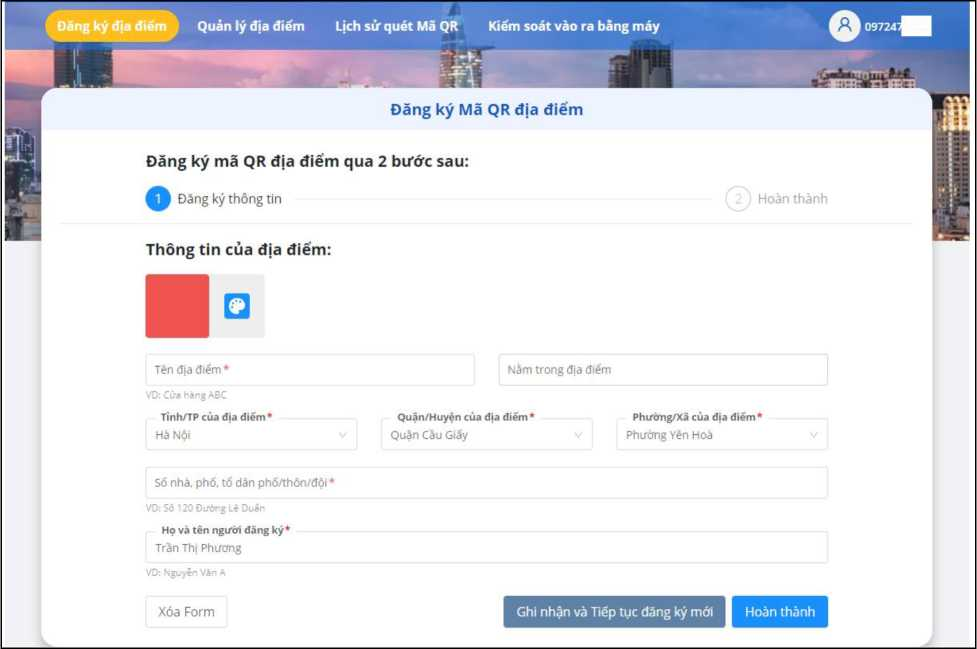 Đăng ký địa điểm Quản lý địa điểm Lịch sử quét Mã QR Kiểm soát vào ra bằng máy 097247
Đăng ký Mã QR địa điểm
Đăng ký mã QR địa điểm qua 2 bước sau:
1 Đăng ký thông tin 2 Hoàn thành
Thông tin của địa điểm:
Tên địa điểm * Nằm trong địa điểm
VD: Cửa hàng ABC
Tỉnh/TP của địa điểm* Quận/Huyện của địa điểm* Phường/Xã của địa điểm*
Hà Nội Quận Cầu Giấy Phường Yên Hoà
Số nhà, phố, tổ dân phố/thôn/đội *
VD: Số 120 Đường Lê Duẩn
Họ và tên người đăng ký*
Trần Thị Phương
VD: Nguyễn Văn A
Xóa Form Ghi nhận và Tiếp tục đăng ký mới Hoàn thành